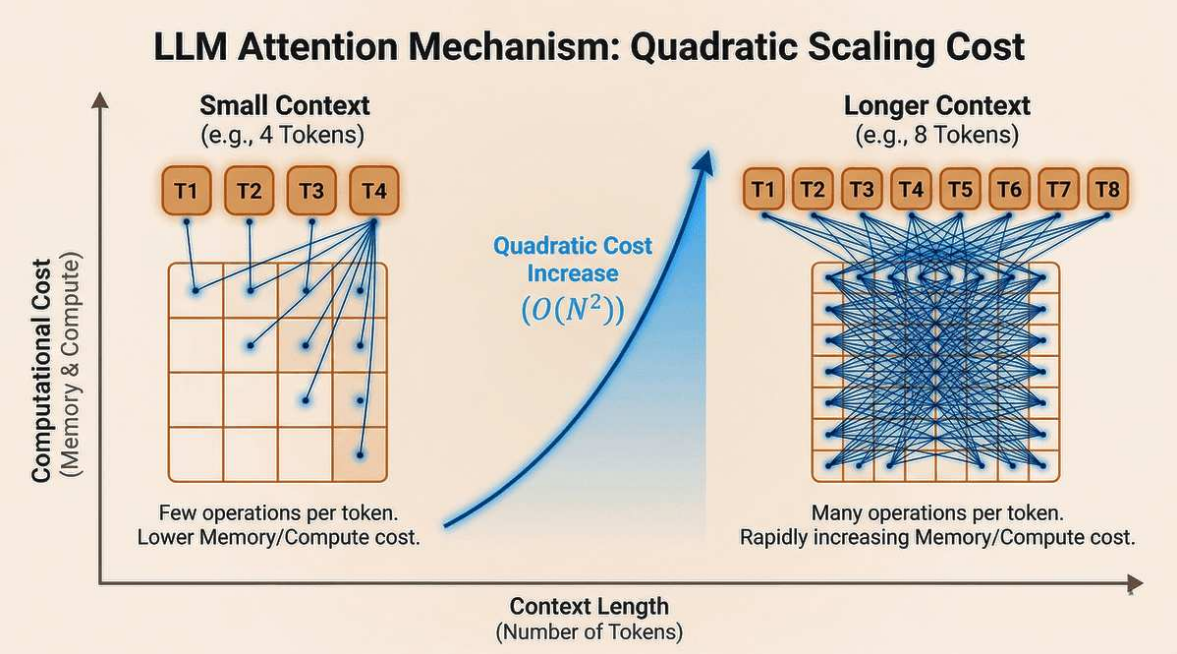 LLM Attention Mechanism: Quadratic Scaling Cost
Small Context
(e.g., 4 Tokens)
T1 T2 T3 T4
Few operations per token.
Lower Memory/Compute cost.
Quadratic Cost
Increase
(O(N²))
Longer Context
(e.g., 8 Tokens)
T1 T2 T3 T4 T5 T6 T7 T8
Many operations per token.
Rapidly increasing Memory/Compute cost.
Computational Cost
(Memory & Compute)
Context Length
(Number of Tokens)